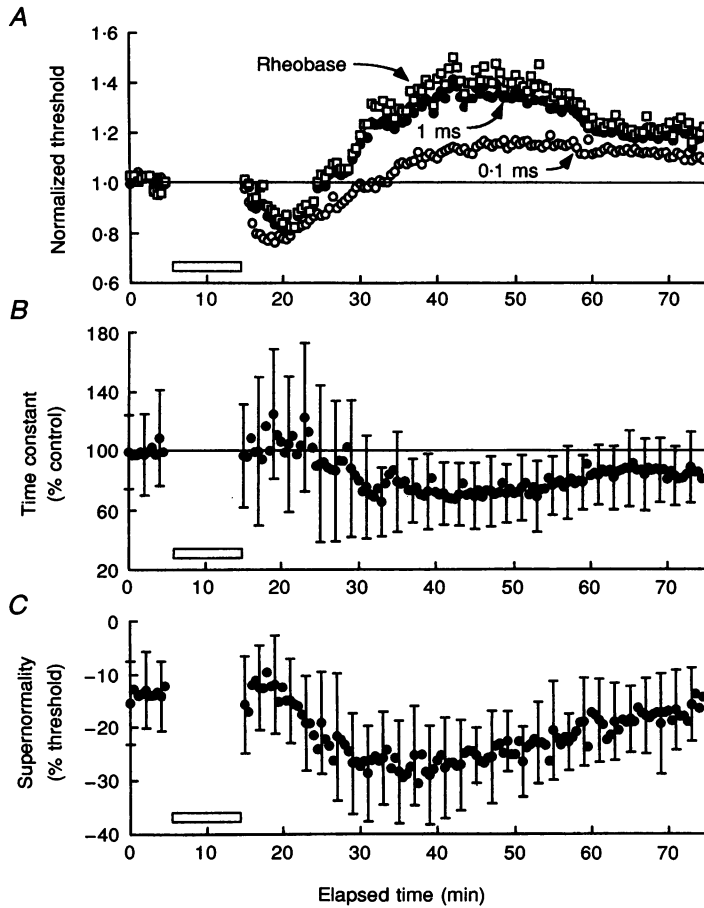 A
Normalized threshold
1·6
1·4
1·2
1·0
0·8
0·6
Rheobase
1 ms
0·1 ms
0 10 20 30 40 50 60 70
B
Time constant
(% control)
180
140
100
60
20
0 10 20 30 40 50 60 70
C
Supernormality
(% threshold)
0
−10
−20
−30
−40
0 10 20 30 40 50 60 70
Elapsed time (min)